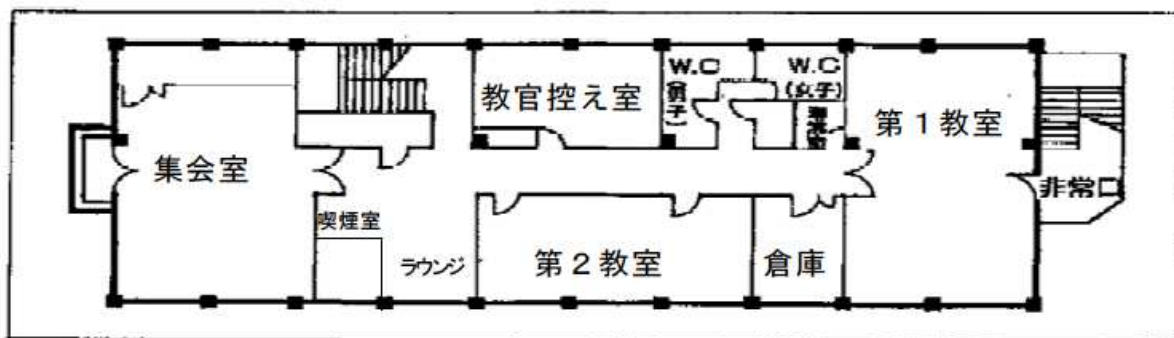 W.C
(男子)
W.C
(女子)
教官控え室
第1教室
集会室
非常口
喫煙室
ラウンジ
第2教室
倉庫